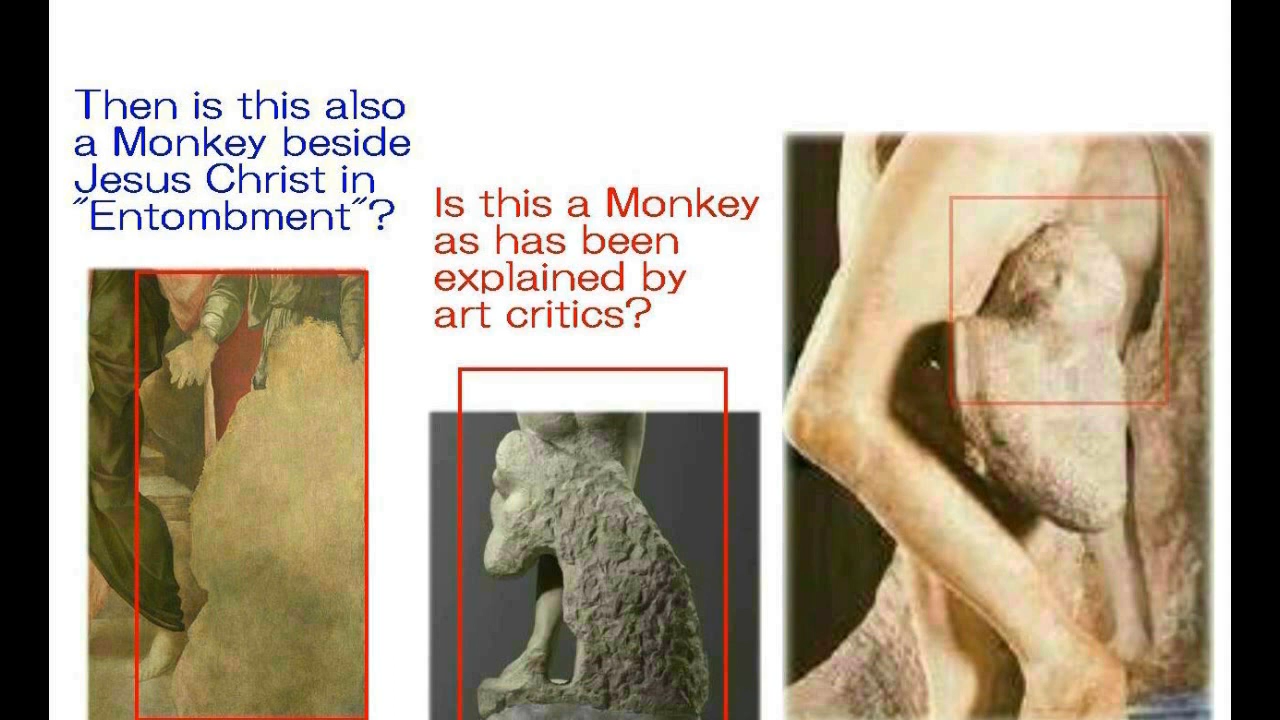 Then is this also
a Monkey beside
Jesus Christ in
"Entombment"?
Is this a Monkey
as has been
explained by
art critics?